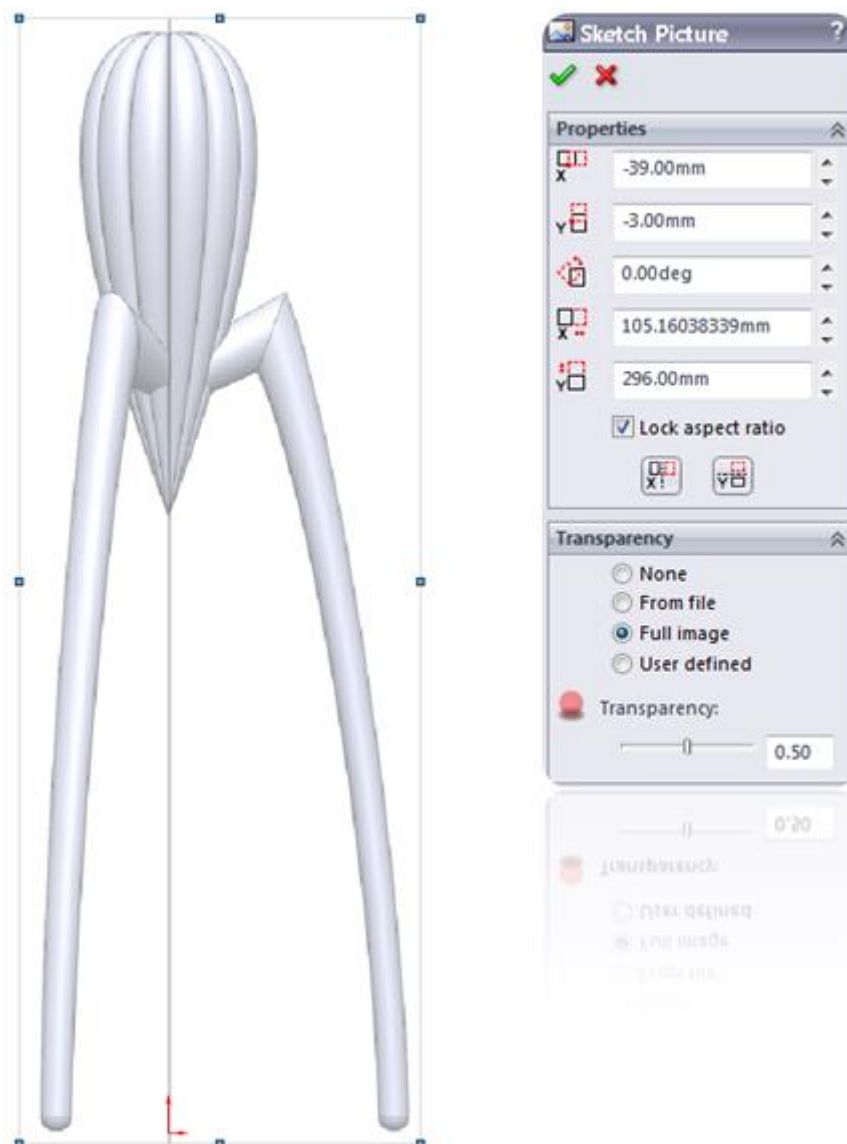 Sketch Picture ?
Properties
X -39.00mm
Y -3.00mm
0.00deg
X 105.16038339mm
Y 296.00mm
Lock aspect ratio
X Y
Transparency
None
From file
Full image
User defined
Transparency:
0.50